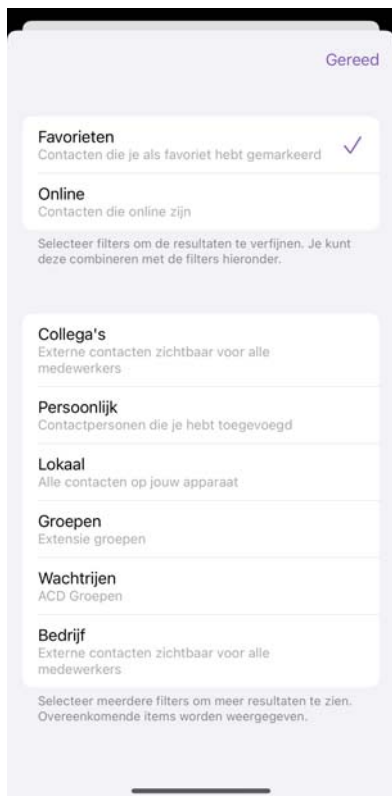 Gereed
Favorieten
Contacten die je als favoriet hebt gemarkeerd
Online
Contacten die online zijn
Selecteer filters om de resultaten te verfijnen. Je kunt
deze combineren met de filters hieronder.
Collega's
Externe contacten zichtbaar voor alle
medewerkers
Persoonlijk
Contactpersonen die je hebt toegevoegd
Lokaal
Alle contacten op jouw apparaat
Groepen
Extensie groepen
Wachtrijen
ACD Groepen
Bedrijf
Externe contacten zichtbaar voor alle
medewerkers
Selecteer meerdere filters om meer resultaten te zien.
Overeenkomende items worden weergegeven.